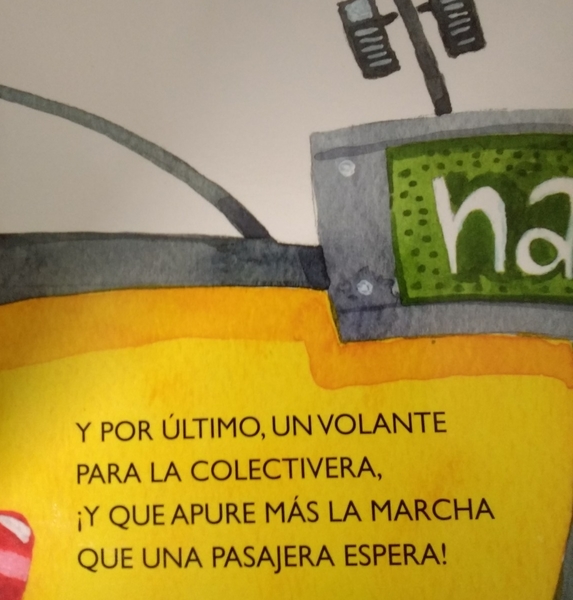 na
Y POR ÚLTIMO, UN VOLANTE
PARA LA COLECTIVERA,
¡Y QUE APURE MÁS LA MARCHA
QUE UNA PASAJERA ESPERA!